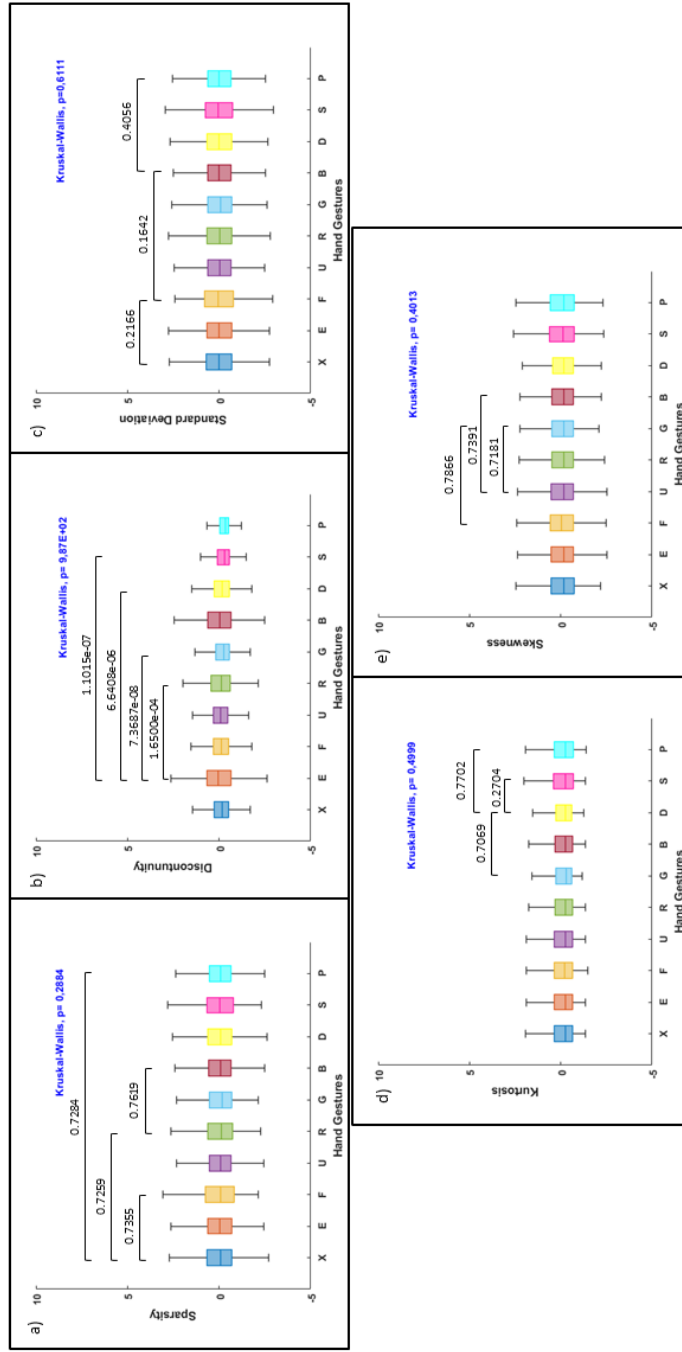 a)
Kruskal-Wallis, p= 0,2884
0.7284
0.7259
0.7355
0.7619
10
5
0
-5
Sparsity
X E F U R G B D S P
Hand Gestures
b)
Kruskal-Wallis, p= 9,87E+02
1.1015e-07
6.6408e-06
7.3687e-08
1.6500e-04
10
5
0
-5
Discontunuity
X E F U R G B D S P
Hand Gestures
c)
Kruskal-Wallis, p=0,6111
0.2166
0.1642
0.4056
10
5
0
-5
Standard Deviation
X E F U R G B D S P
Hand Gestures
d)
Kruskal-Wallis, p= 0,4999
0.7069
0.7702
0.2704
10
5
0
-5
Kurtosis
X E F U R G B D S P
Hand Gestures
e)
Kruskal-Wallis, p= 0,4013
0.7866
0.7391
0.7181
10
5
0
-5
Skewness
X E F U R G B D S P
Hand Gestures